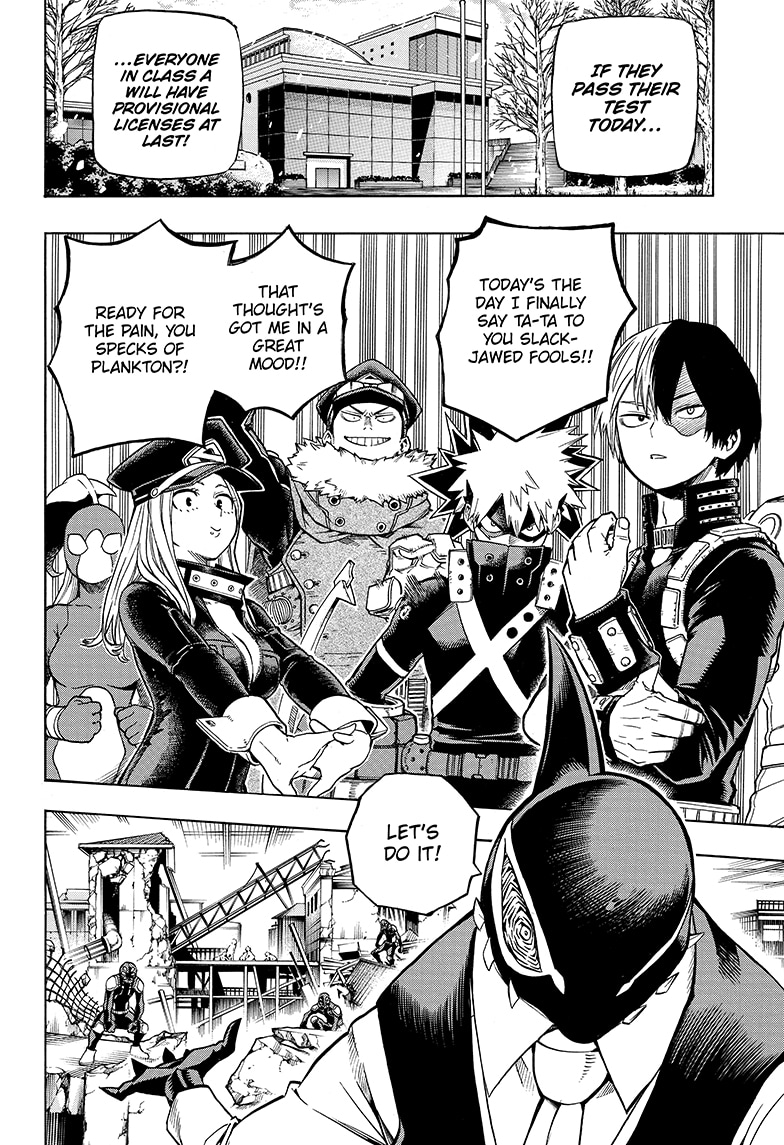 IF THEY
PASS THEIR
TEST
TODAY...
...EVERYONE
IN CLASS A
WILL HAVE
PROVISIONAL
LICENSES AT
LAST!
TODAY'S THE
DAY I FINALLY
SAY TA-TA TO
YOU SLACK-
JAWED FOOLS!!
THAT
THOUGHT'S
GOT ME IN A
GREAT
MOOD!!
READY FOR
THE PAIN, YOU
SPECKS OF
PLANKTON?!
LET'S
DO IT!